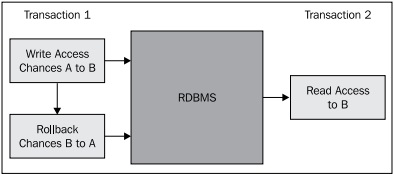 Transaction 1
Transaction 2
Write Access
Chances A to B
Rollback
Chances B to A
RDBMS
Read Access
to B